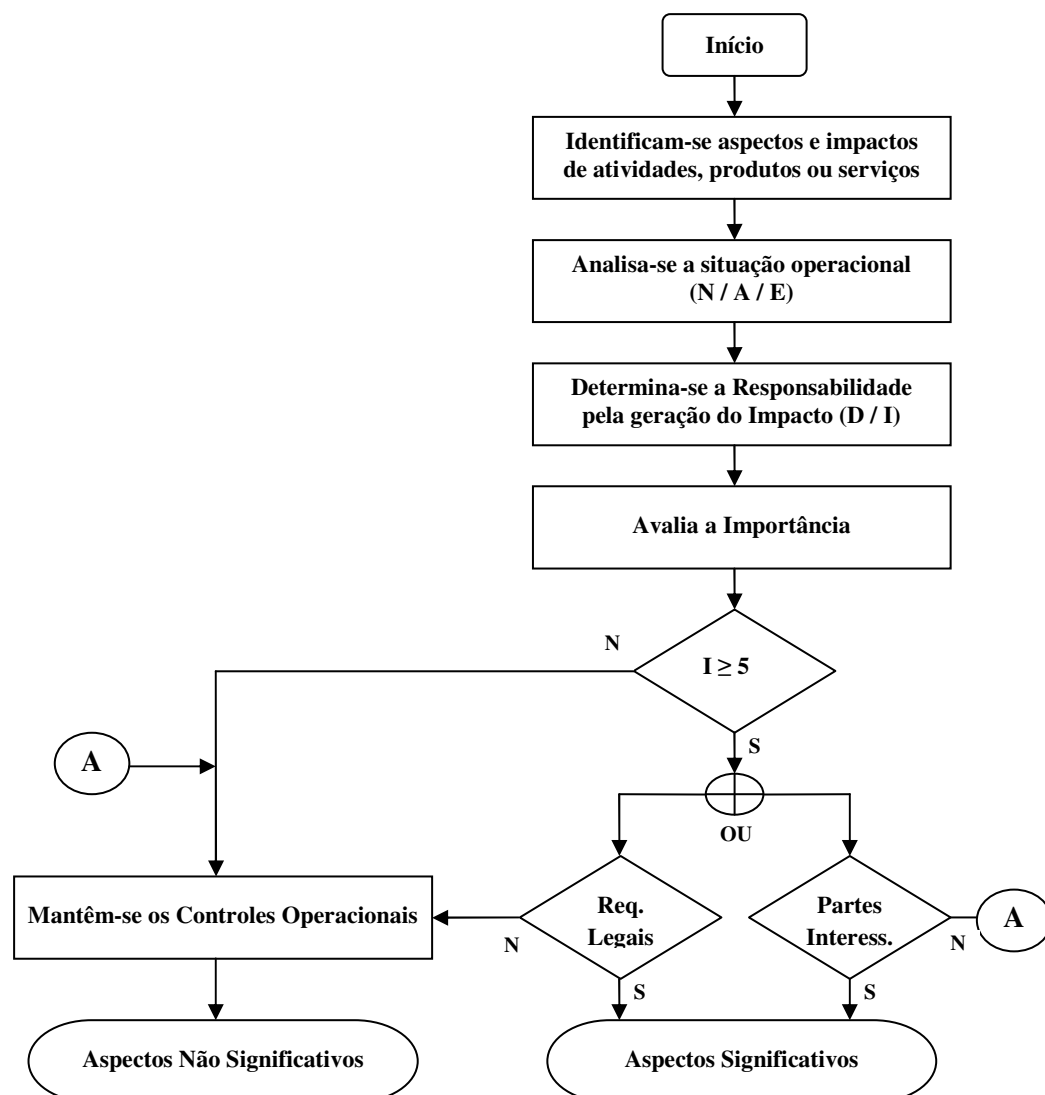 Início
Identificam-se aspectos e impactos
de atividades, produtos ou serviços
Analisa-se a situação operacional
(N / A / E)
Determina-se a Responsabilidade
pela geração do Impacto (D / I)
Avalia a Importância
N
I ≥ 5
S
A
OU
Mantêm-se os Controles Operacionais
N
Req.
Legais
S
Partes
Interess.
N
A
S
Aspectos Não Significativos
Aspectos Significativos